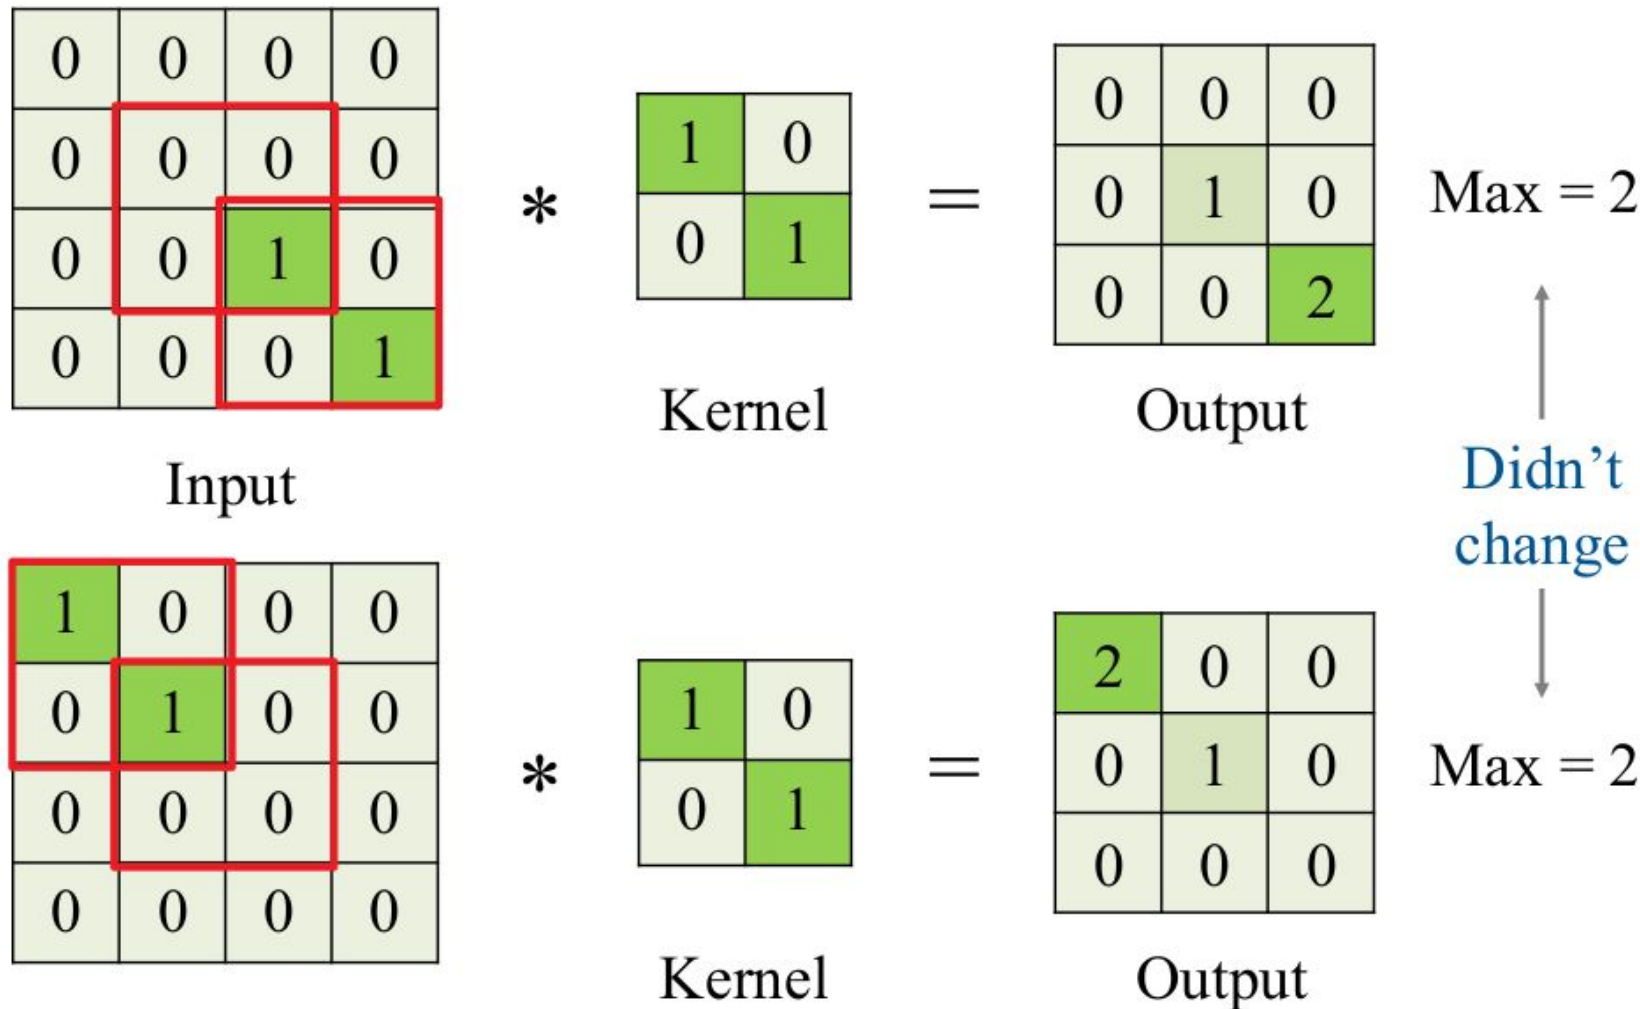 0 0 0 0
0 0 0 0
0 0 1 0
0 0 0 1
Input
*
1 0
0 1
Kernel
=
0 0 0
0 1 0
0 0 2
Output
Max = 2
Didn't
change
1 0 0 0
0 1 0 0
0 0 0 0
0 0 0 0
*
1 0
0 1
Kernel
=
2 0 0
0 1 0
0 0 0
Output
Max = 2